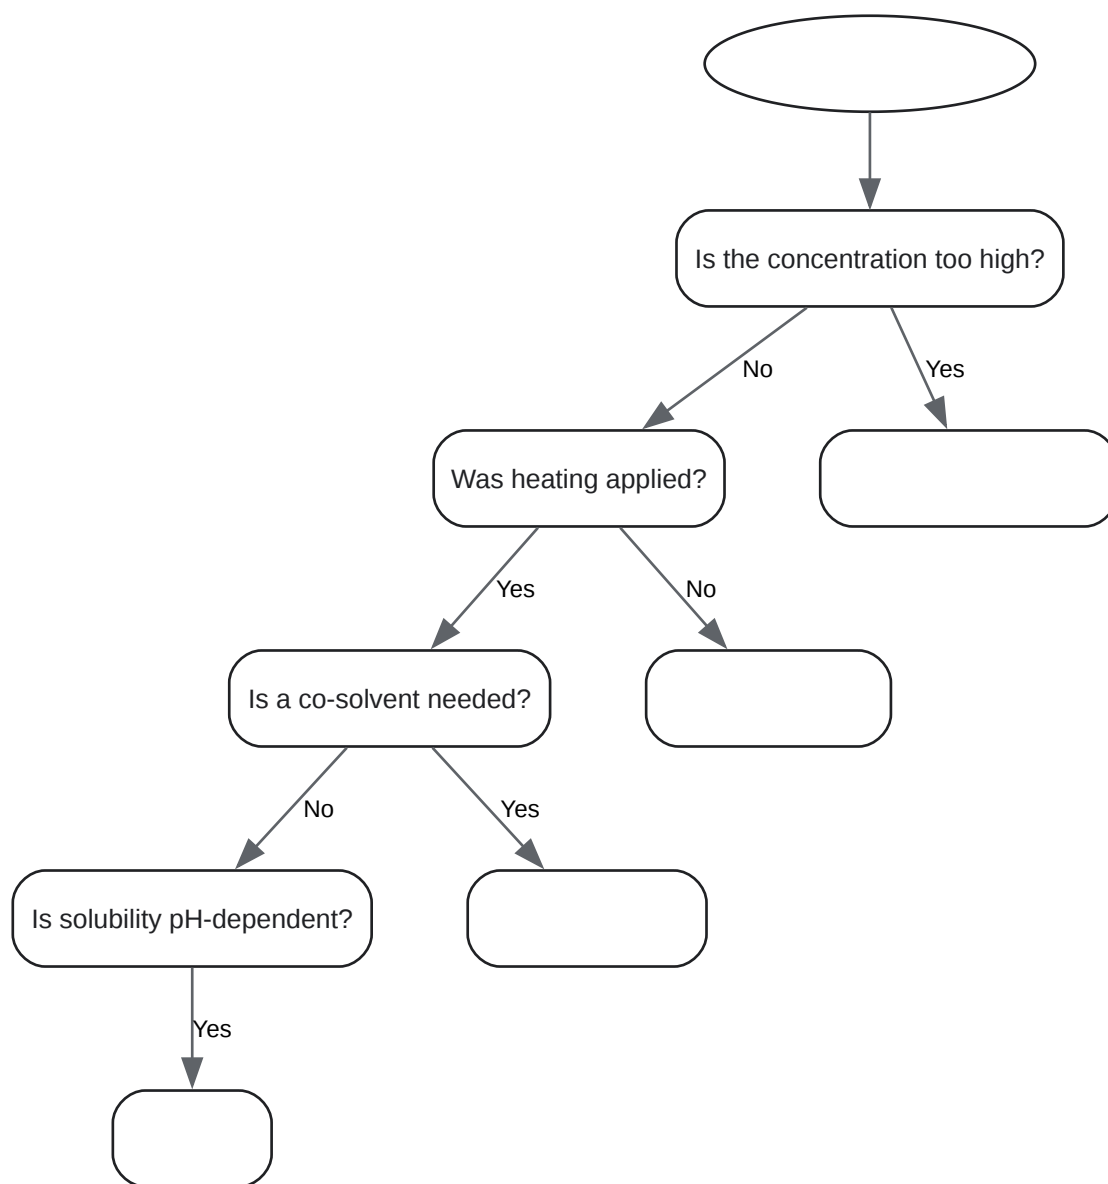 Is the concentration too high?
No
Yes
Was heating applied?
Yes
No
Is a co-solvent needed?
No
Yes
Is solubility pH-dependent?
Yes